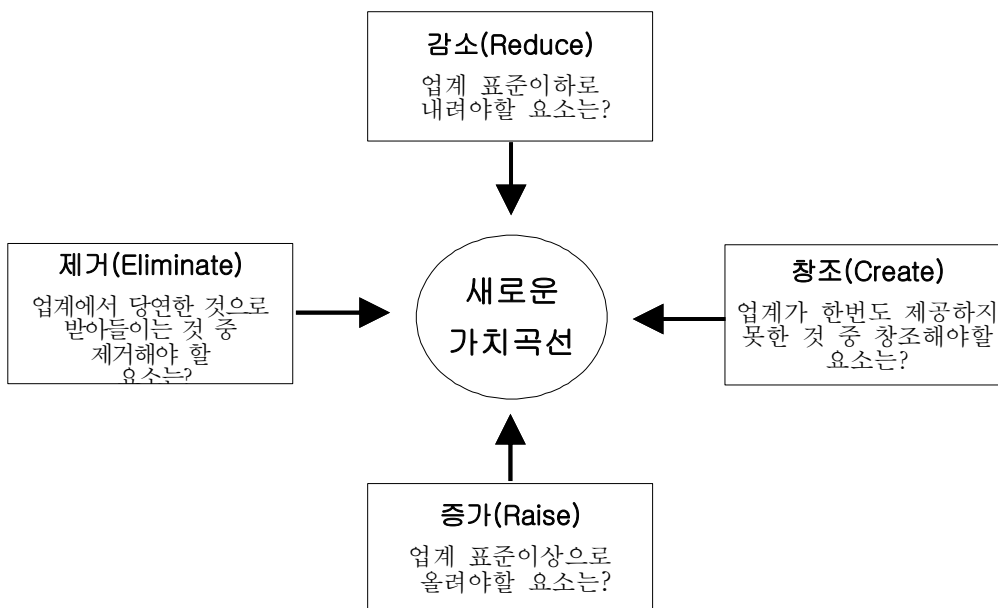 감소(Reduce)
업계 표준이하로
내려야할 요소는?
제거(Eliminate)
업계에서 당연한 것으로
받아들이는 것 중
제거해야 할
요소는?
새로운
가치곡선
창조(Create)
업계가 한번도 제공하지
못한 것 중 창조해야할
요소는?
증가(Raise)
업계 표준이상으로
올려야할 요소는?